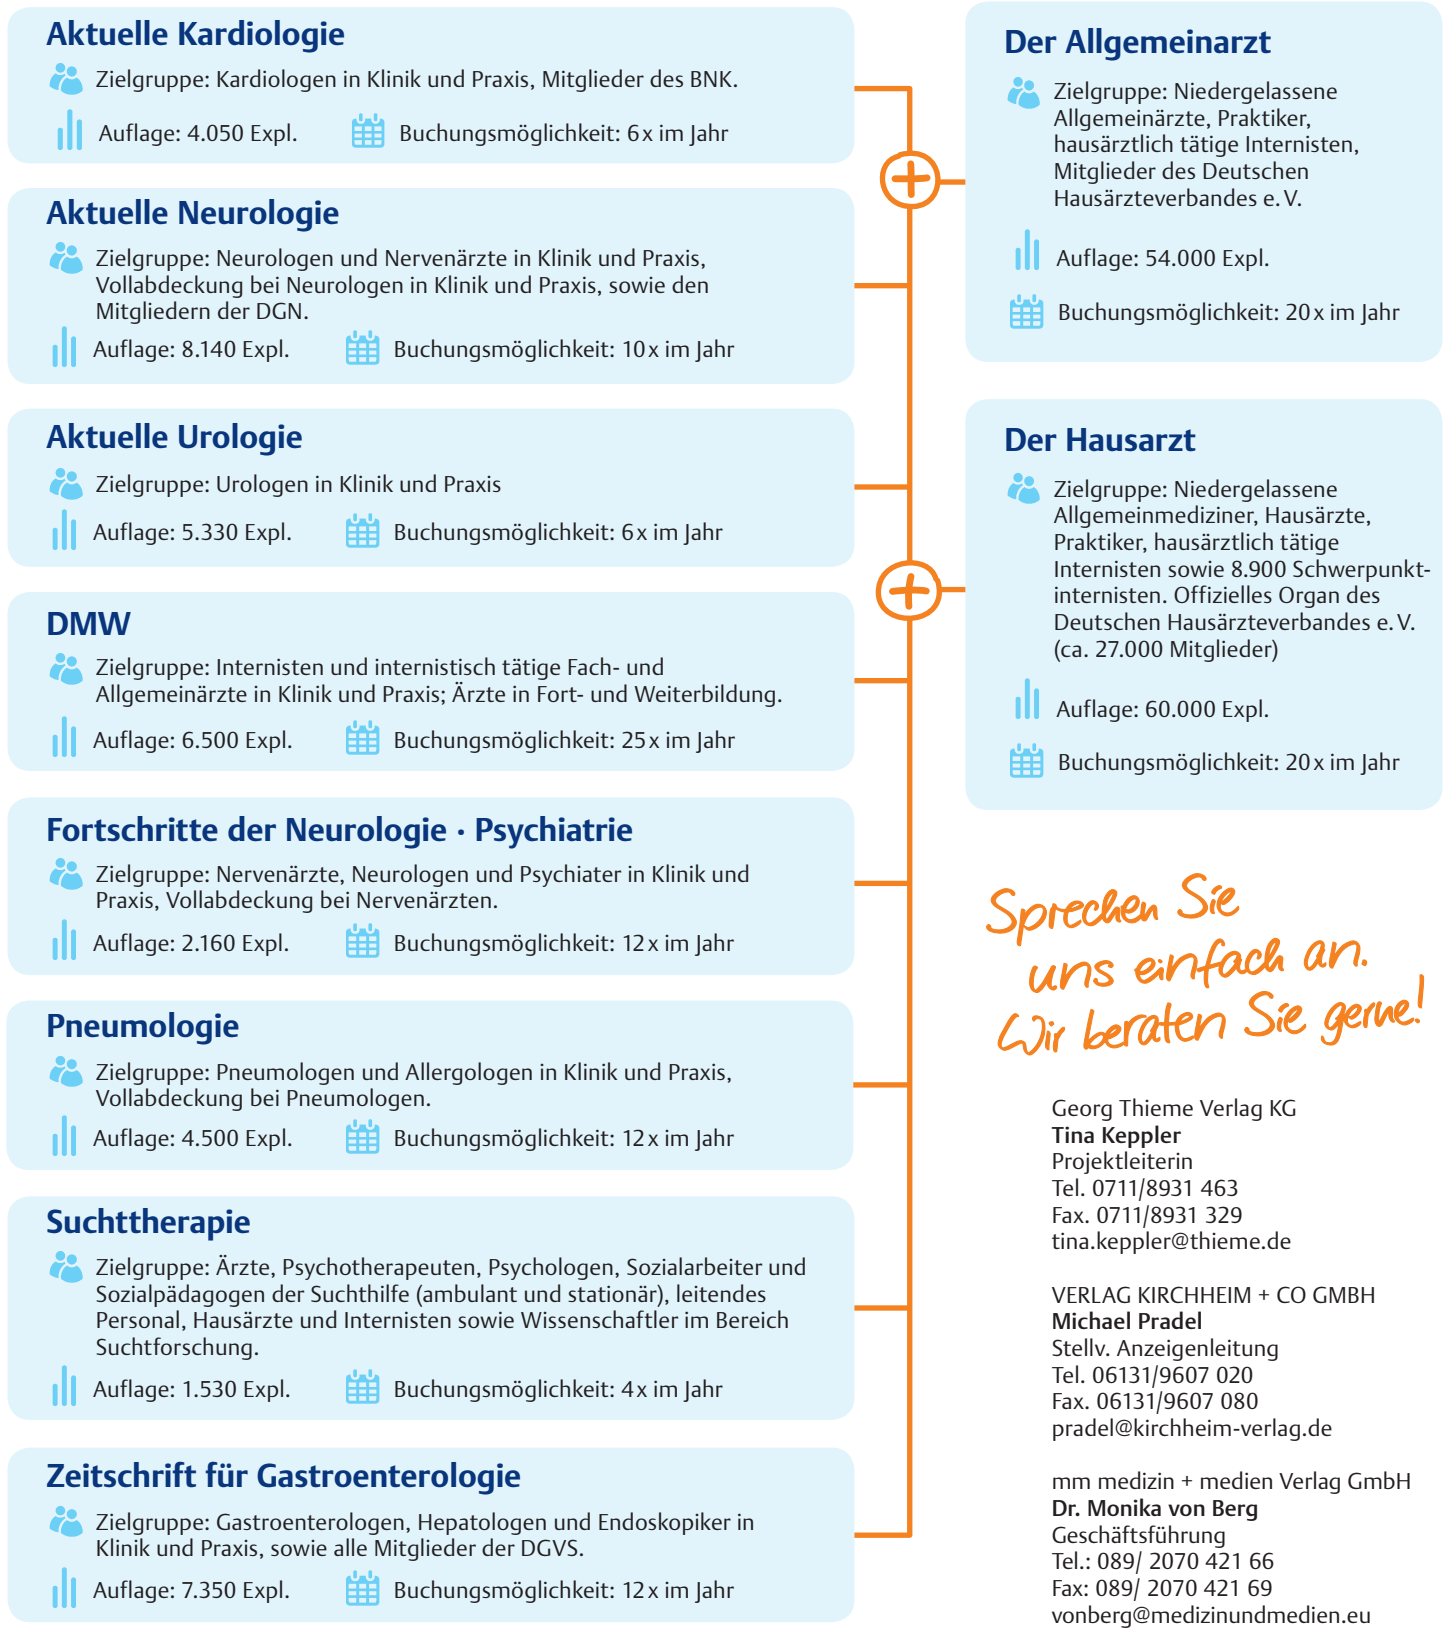 Aktuelle Kardiologie
Zielgruppe: Kardiologen in Klinik und Praxis, Mitglieder des BNK.
Auflage: 4.050 Expl.
Buchungsmöglichkeit: 6x im Jahr
Aktuelle Neurologie
Zielgruppe: Neurologen und Nervenärzte in Klinik und Praxis,
Vollabdeckung bei Neurologen in Klinik und Praxis, sowie den
Mitgliedern der DGN.
Auflage: 8.140 Expl.
Buchungsmöglichkeit: 10x im Jahr
Aktuelle Urologie
Zielgruppe: Urologen in Klinik und Praxis
Auflage: 5.330 Expl.
Buchungsmöglichkeit: 6x im Jahr
DMW
Zielgruppe: Internisten und internistisch tätige Fach- und
Allgemeinärzte in Klinik und Praxis; Ärzte in Fort- und Weiterbildung.
Auflage: 6.500 Expl.
Buchungsmöglichkeit: 25x im Jahr
Fortschritte der Neurologie · Psychiatrie
Zielgruppe: Nervenärzte, Neurologen und Psychiater in Klinik und
Praxis, Vollabdeckung bei Nervenärzten.
Auflage: 2.160 Expl.
Buchungsmöglichkeit: 12x im Jahr
Pneumologie
Zielgruppe: Pneumologen und Allergologen in Klinik und Praxis,
Vollabdeckung bei Pneumologen.
Auflage: 4.500 Expl.
Buchungsmöglichkeit: 12x im Jahr
Suchttherapie
Zielgruppe: Ärzte, Psychotherapeuten, Psychologen, Sozialarbeiter und
Sozialpädagogen der Suchthilfe (ambulant und stationär), leitendes
Personal, Hausärzte und Internisten sowie Wissenschaftler im Bereich
Suchtforschung.
Auflage: 1.530 Expl.
Buchungsmöglichkeit: 4x im Jahr
Zeitschrift für Gastroenterologie
Zielgruppe: Gastroenterologen, Hepatologen und Endoskopiker in
Klinik und Praxis, sowie alle Mitglieder der DGVS.
Auflage: 7.350 Expl.
Buchungsmöglichkeit: 12x im Jahr
+
+
Der Allgemeinarzt
Zielgruppe: Niedergelassene
Allgemeinärzte, Praktiker,
hausärztlich tätige Internisten,
Mitglieder des Deutschen
Hausärzteverbandes e. V.
Auflage: 54.000 Expl.
Buchungsmöglichkeit: 20x im Jahr
Der Hausarzt
Zielgruppe: Niedergelassene
Allgemeinmediziner, Hausärzte,
Praktiker, hausärztlich tätige
Internisten sowie 8.900 Schwerpunkt-
internisten. Offizielles Organ des
Deutschen Hausärzteverbandes e. V.
(ca. 27.000 Mitglieder)
Auflage: 60.000 Expl.
Buchungsmöglichkeit: 20x im Jahr
Sprechen Sie
uns einfach an.
Wir beraten Sie gerne!
Georg Thieme Verlag KG
Tina Keppler
Projektleiterin
Tel. 0711/8931 463
Fax. 0711/8931 329
tina.keppler@thieme.de
VERLAG KIRCHHEIM + CO GMBH
Michael Pradel
Stellv. Anzeigenleitung
Tel. 06131/9607 020
Fax. 06131/9607 080
pradel@kirchheim-verlag.de
mm medizin + medien Verlag GmbH
Dr. Monika von Berg
Geschäftsführung
Tel.: 089/ 2070 421 66
Fax: 089/ 2070 421 69
vonberg@medizinundmedien.eu